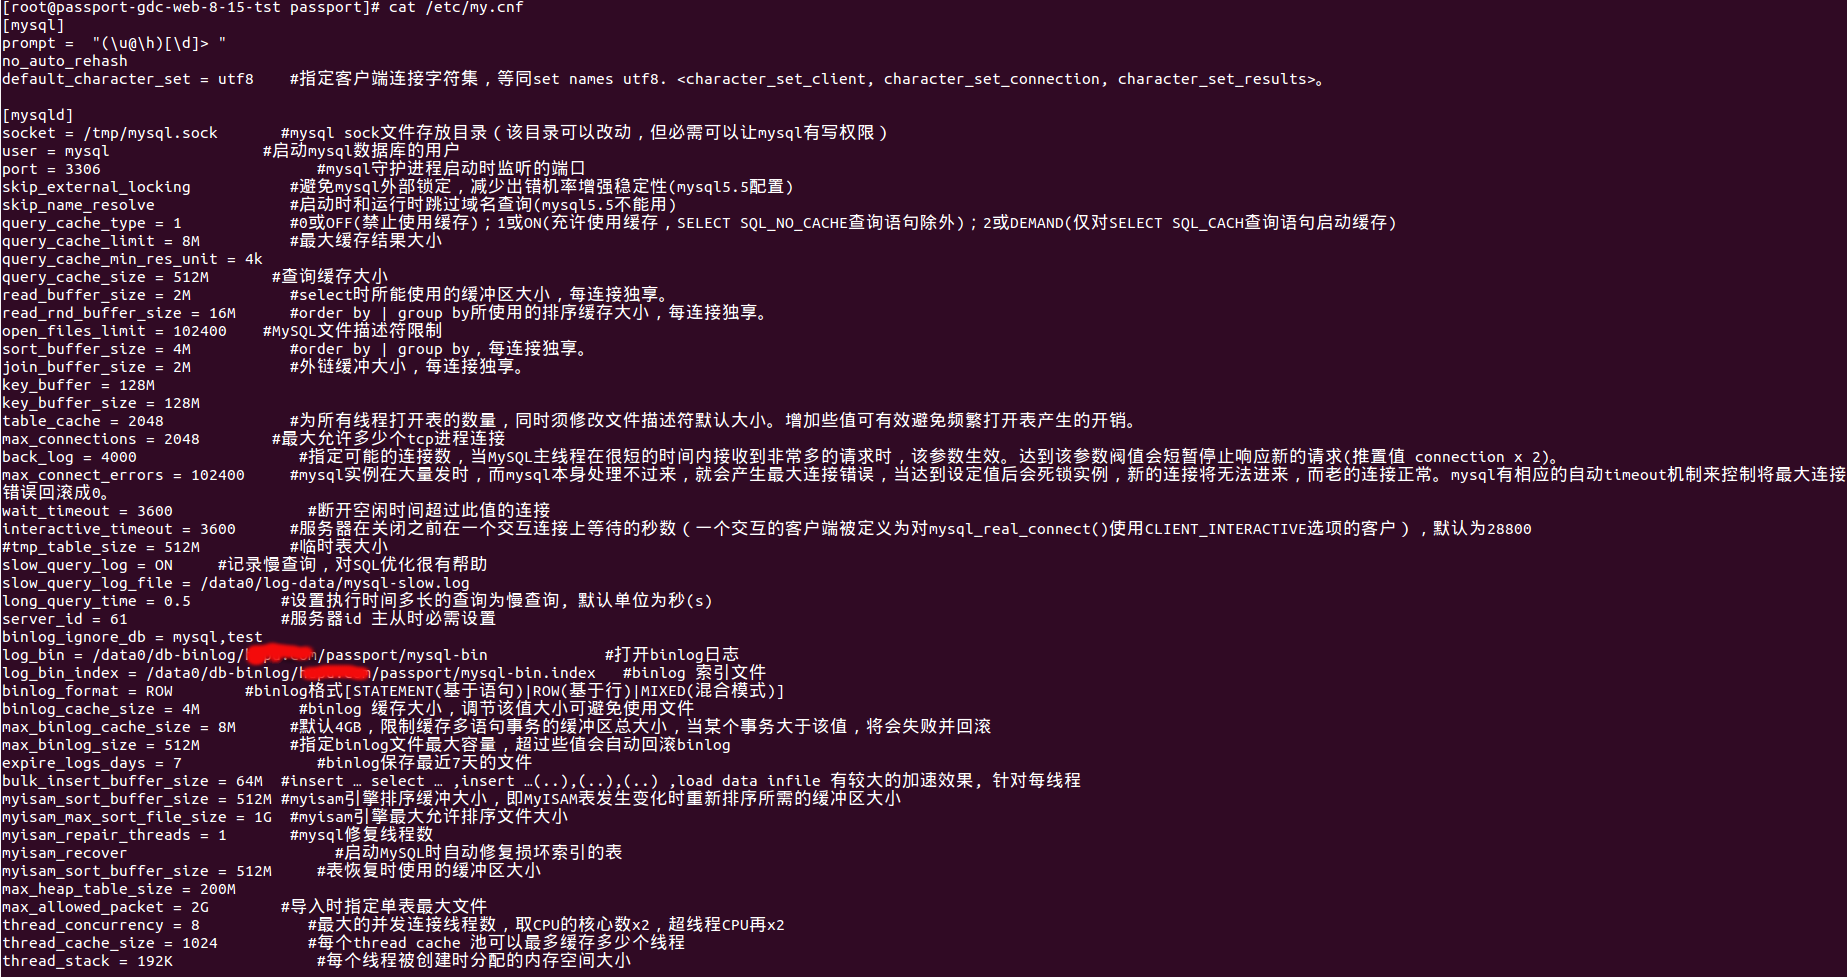 [root@passport-gdc-web-8-15-tst passport]# cat /etc/my.cnf
[mysql]
prompt =  "(\u@\h)[\d]> "
no_auto_rehash
default_character_set = utf8    #指定客户端连接字符集，等同set names utf8. <character_set_client, character_set_connection, character_set_results>。
[mysqld]
socket = /tmp/mysql.sock       #mysql sock文件存放目录（该目录可以改动，但必需可以让mysql有写权限）
user = mysql                 #启动mysql数据库的用户
port = 3306                        #mysql守护进程启动时监听的端口
skip_external_locking           #避免mysql外部锁定，减少出错机率增强稳定性(mysql5.5配置)
skip_name_resolve               #启动时和运行时跳过域名查询(mysql5.5不能用)
query_cache_type = 1            #0或OFF(禁止使用缓存)；1或ON(充许使用缓存，SELECT SQL_NO_CACHE查询语句除外)；2或DEMAND(仅对SELECT SQL_CACH查询语句启动缓存)
query_cache_limit = 8M          #最大缓存结果大小
query_cache_min_res_unit = 4k
query_cache_size = 512M       #查询缓存大小
read_buffer_size = 2M           #select时所能使用的缓冲区大小，每连接独享。
read_rnd_buffer_size = 16M      #order by | group by所使用的排序缓存大小，每连接独享。
open_files_limit = 102400    #MySQL文件描述符限制
sort_buffer_size = 4M           #order by | group by，每连接独享。
join_buffer_size = 2M           #外链缓冲大小，每连接独享。
key_buffer = 128M
key_buffer_size = 128M
table_cache = 2048              #为所有线程打开表的数量，同时须修改文件描述符默认大小。增加些值可有效避免频繁打开表产生的开销。
max_connections = 2048        #最大允许多少个tcp进程连接
back_log = 4000                  #指定可能的连接数，当MySQL主线程在很短的时间内接收到非常多的请求时，该参数生效。达到该参数阀值会短暂停止响应新的请求(推置值 connection x 2)。
max_connect_errors = 102400     #mysql实例在大量发时，而mysql本身处理不过来，就会产生最大连接错误，当达到设定值后会死锁实例，新的连接将无法进来，而老的连接正常。mysql有相应的自动timeout机制来控制将最大连接
错误回滚成0。
wait_timeout = 3600               #断开空闲时间超过此值的连接
interactive_timeout = 3600      #服务器在关闭之前在一个交互连接上等待的秒数（一个交互的客户端被定义为对mysql_real_connect()使用CLIENT_INTERACTIVE选项的客户），默认为28800
#tmp_table_size = 512M          #临时表大小
slow_query_log = ON     #记录慢查询，对SQL优化很有帮助
slow_query_log_file = /data0/log-data/mysql-slow.log
long_query_time = 0.5          #设置执行时间多长的查询为慢查询, 默认单位为秒(s)
server_id = 61                 #服务器id 主从时必需设置
binlog_ignore_db = mysql,test
log_bin = /data0/db-binlog/ /passport/mysql-bin             #打开binlog日志
log_bin_index = /data0/db-binlog/ /passport/mysql-bin.index   #binlog 索引文件
binlog_format = ROW        #binlog格式[STATEMENT(基于语句)|ROW(基于行)|MIXED(混合模式)]
binlog_cache_size = 4M           #binlog 缓存大小，调节该值大小可避免使用文件
max_binlog_cache_size = 8M      #默认4GB，限制缓存多语句事务的缓冲区总大小，当某个事务大于该值，将会失败并回滚
max_binlog_size = 512M          #指定binlog文件最大容量，超过些值会自动回滚binlog
expire_logs_days = 7               #binlog保存最近7天的文件
bulk_insert_buffer_size = 64M  #insert … select … ,insert …(..),(..),(..) ,load data infile 有较大的加速效果, 针对每线程
myisam_sort_buffer_size = 512M #myisam引擎排序缓冲大小，即MyISAM表发生变化时重新排序所需的缓冲区大小
myisam_max_sort_file_size = 1G  #myisam引擎最大允许排序文件大小
myisam_repair_threads = 1       #mysql修复线程数
myisam_recover                       #启动MySQL时自动修复损坏索引的表
myisam_sort_buffer_size = 512M     #表恢复时使用的缓冲区大小
max_heap_table_size = 200M
max_allowed_packet = 2G        #导入时指定单表最大文件
thread_concurrency = 8            #最大的并发连接线程数，取CPU的核心数x2，超线程CPU再x2
thread_cache_size = 1024          #每个thread cache 池可以最多缓存多少个线程
thread_stack = 192K                #每个线程被创建时分配的内存空间大小